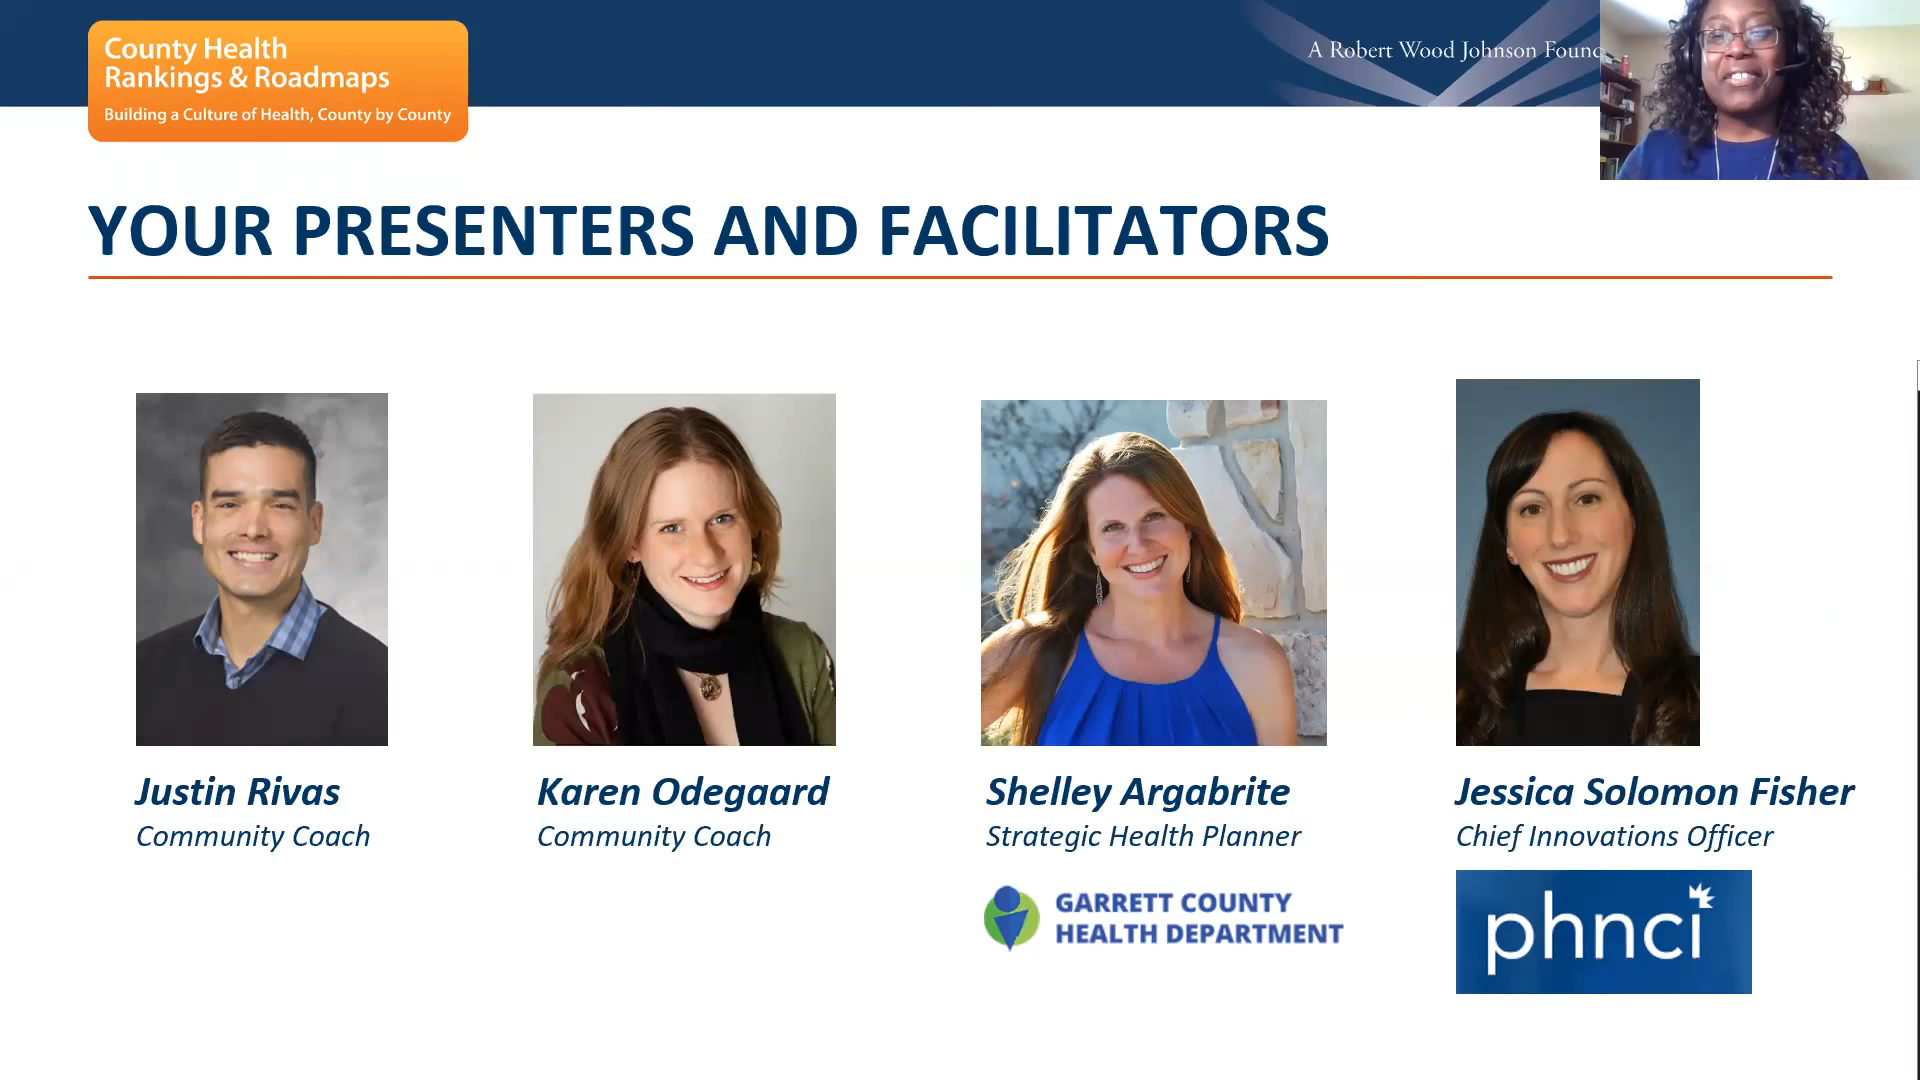 County Health
Rankings & Roadmaps
Building a Culture of Health, County by County
A Robert Wood Johnson
YOUR PRESENTERS AND FACILITATORS
Justin Rivas
Community Coach
Karen Odegaard
Community Coach
Shelley Argabrite
Strategic Health Planner
GARRETT COUNTY
HEALTH DEPARTMENT
Jessica Solomon Fisher
Chief Innovations Officer
phnci